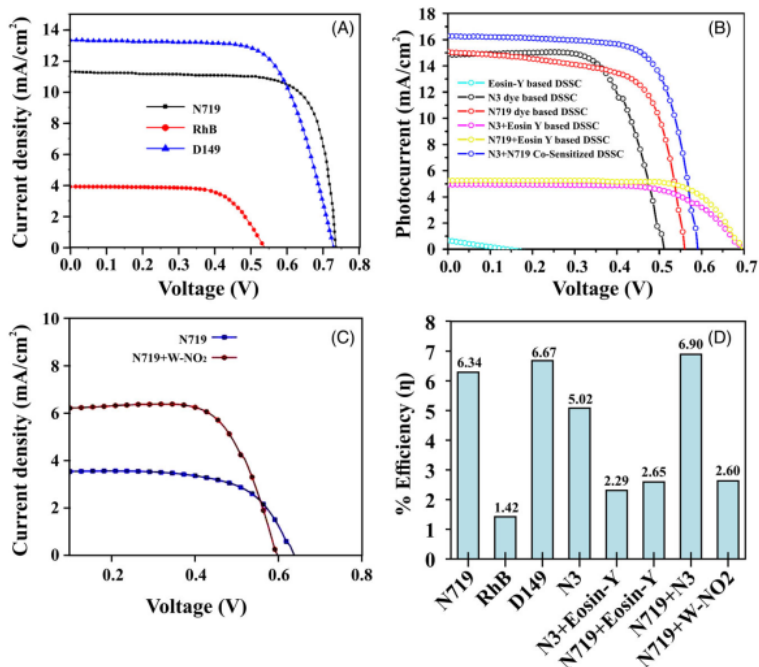 (A)
Current density (mA/cm²)
14
12
10
8
6
4
2
0
N719
RhB
D149
0.0 0.1 0.2 0.3 0.4 0.5 0.6 0.7 0.8
Voltage (V)
(B)
Photocurrent (mA/cm²)
18
16
14
12
10
8
6
4
2
0
Eosin-Y based DSSC
N3 dye based DSSC
N719 dye based DSSC
N3+Eosin Y based DSSC
N719+Eosin Y based DSSC
N3+N719 Co-Sensitized DSSC
0.0 0.1 0.2 0.3 0.4 0.5 0.6 0.7
Voltage (V)
(C)
Current density (mA/cm²)
10
8
6
4
2
0
N719
N719+W-NO₂
0.2 0.4 0.6 0.8
Voltage (V)
(D)
% Efficiency (η)
8
7
6
5
4
3
2
1
0
6.34
1.42
6.67
5.02
2.29
2.65
6.90
2.60
N719
RhB
D149
N3
N3+Eosin-Y
N719+Eosin-Y
N719+N3
N719+W-NO2